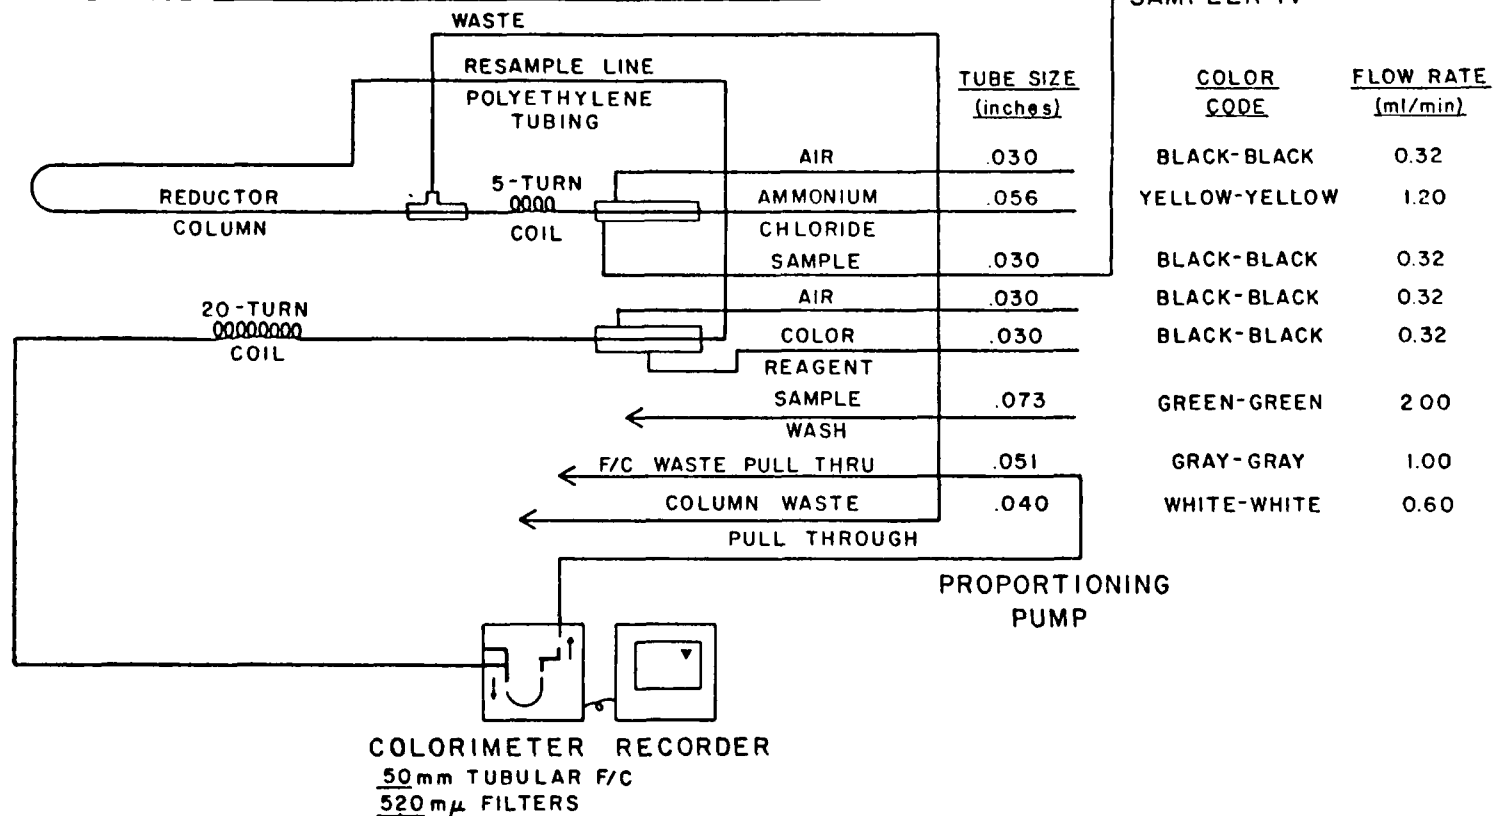 WASTE
RESAMPLE LINE
POLYETHYLENE
TUBING
TUBE SIZE
(inches)
COLOR
CODE
FLOW RATE
(ml/min)
AIR .030 BLACK-BLACK 0.32
REDUCTOR
COLUMN
5-TURN
COIL
AMMONIUM .056 YELLOW-YELLOW 1.20
CHLORIDE
SAMPLE .030 BLACK-BLACK 0.32
AIR .030 BLACK-BLACK 0.32
20-TURN
COIL
COLOR .030 BLACK-BLACK 0.32
REAGENT
SAMPLE .073 GREEN-GREEN 2 00
WASH
F/C WASTE PULL THRU .051 GRAY-GRAY 1.00
COLUMN WASTE .040 WHITE-WHITE 0.60
PULL THROUGH
PROPORTIONING
PUMP
COLORIMETER RECORDER
50mm TUBULAR F/C
520mμ FILTERS